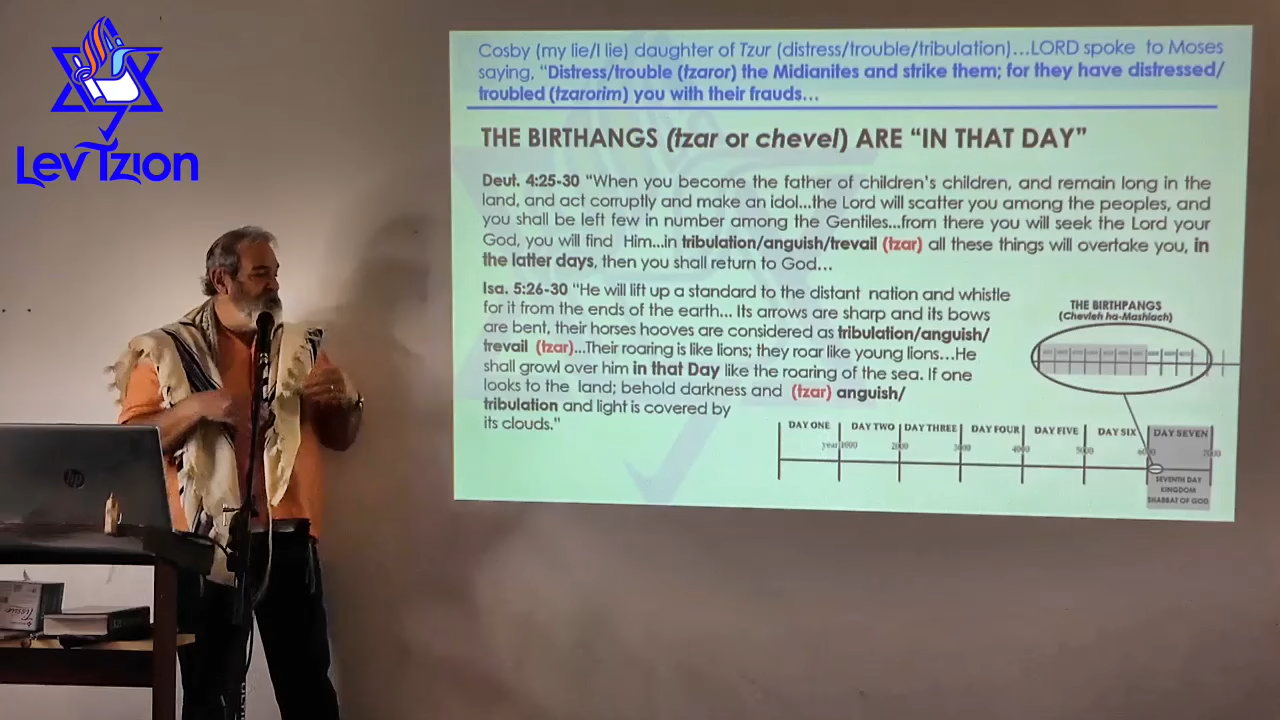 Lev Tzion
Cosby (my lie/I lie) daughter of Tzur (distress/trouble/tribulation)…LORD spoke to Moses
saying, “Distress/trouble (tzaror) the Midianites and strike them; for they have distressed/
troubled (tzarorim) you with their frauds…
THE BIRTHANGS (tzar or chevel) ARE “IN THAT DAY”
Deut. 4:25-30 “When you become the father of children’s children, and remain long in the
land, and act corruptly and make an idol…the Lord will scatter you among the peoples, and
you shall be left few in number among the Gentiles…from there you will seek the Lord your
God, you will find Him…in tribulation/anguish/trevail (tzar) all these things will overtake you, in
the latter days, then you shall return to God…
Isa. 5:26-30 “He will lift up a standard to the distant nation and whistle
for it from the ends of the earth… Its arrows are sharp and its bows
are bent, their horses hooves are considered as tribulation/anguish/
trevail (tzar)…Their roaring is like lions; they roar like young lions…He
shall growl over him in that Day like the roaring of the sea. If one
looks to the land; behold darkness and (tzar) anguish/
tribulation and light is covered by
its clouds.”
THE BIRTHPANGS
(Chevleh ha-Mashiach)
DAY ONE DAY TWO DAY THREE DAY FOUR DAY FIVE DAY SIX DAY SEVEN
year 1000 2000 3000 4000 5000 6000 7000
SEVENTH DAY
KINGDOM
SHABBAT OF GOD
hp
Tissue